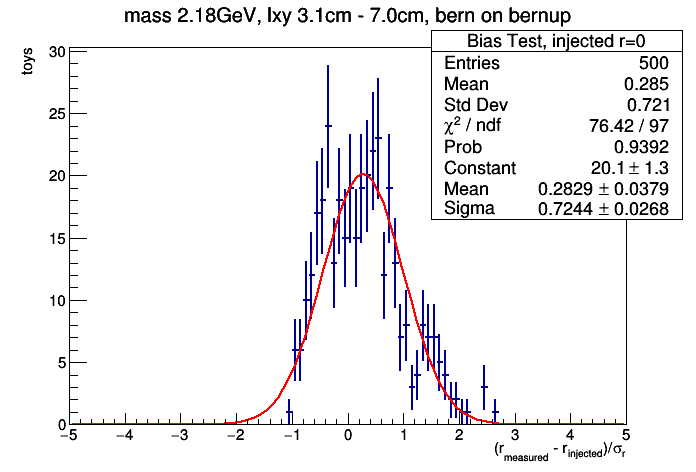 mass 2.18GeV, lxy 3.1cm - 7.0cm, bern on bernup
Bias Test, injected r=0
Entries 500
Mean 0.285
Std Dev 0.721
χ² / ndf 76.42 / 97
Prob 0.9392
Constant 20.1 ± 1.3
Mean 0.2829 ± 0.0379
Sigma 0.7244 ± 0.0268
toys
30
25
20
15
10
5
0
−5 −4 −3 −2 −1 0 1 2 3 4 5
(r_measured - r_injected)/σ_r